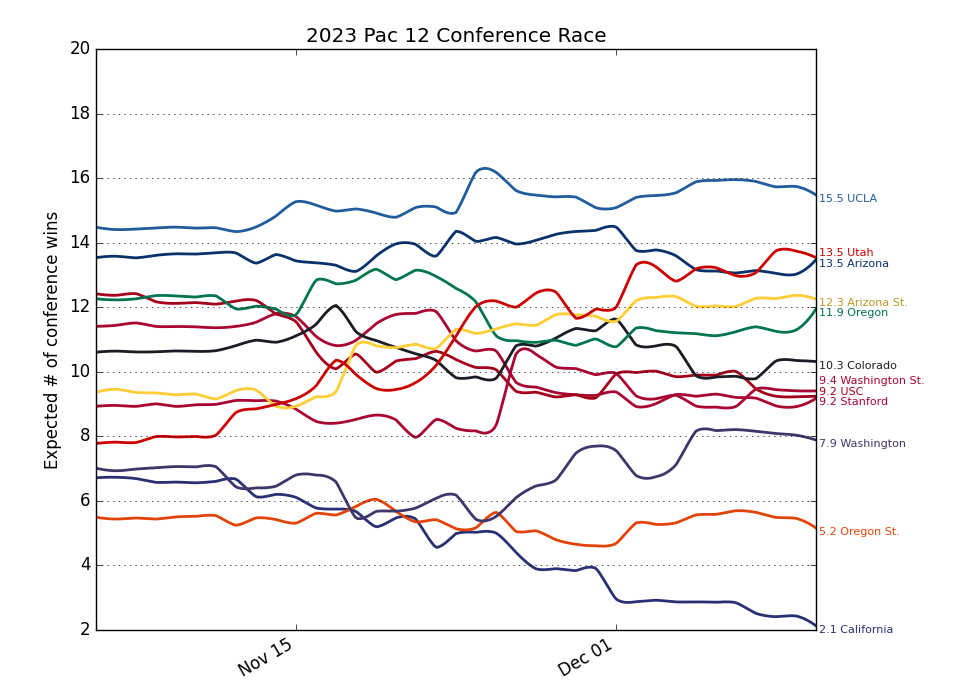 2023 Pac 12 Conference Race
Expected # of conference wins
20
18
16
14
12
10
8
6
4
2
15.5 UCLA
13.5 Utah
13.5 Arizona
12.3 Arizona St.
11.9 Oregon
10.3 Colorado
9.4 Washington St.
9.2 USC
9.2 Stanford
7.9 Washington
5.2 Oregon St.
2.1 California
Nov 15
Dec 01